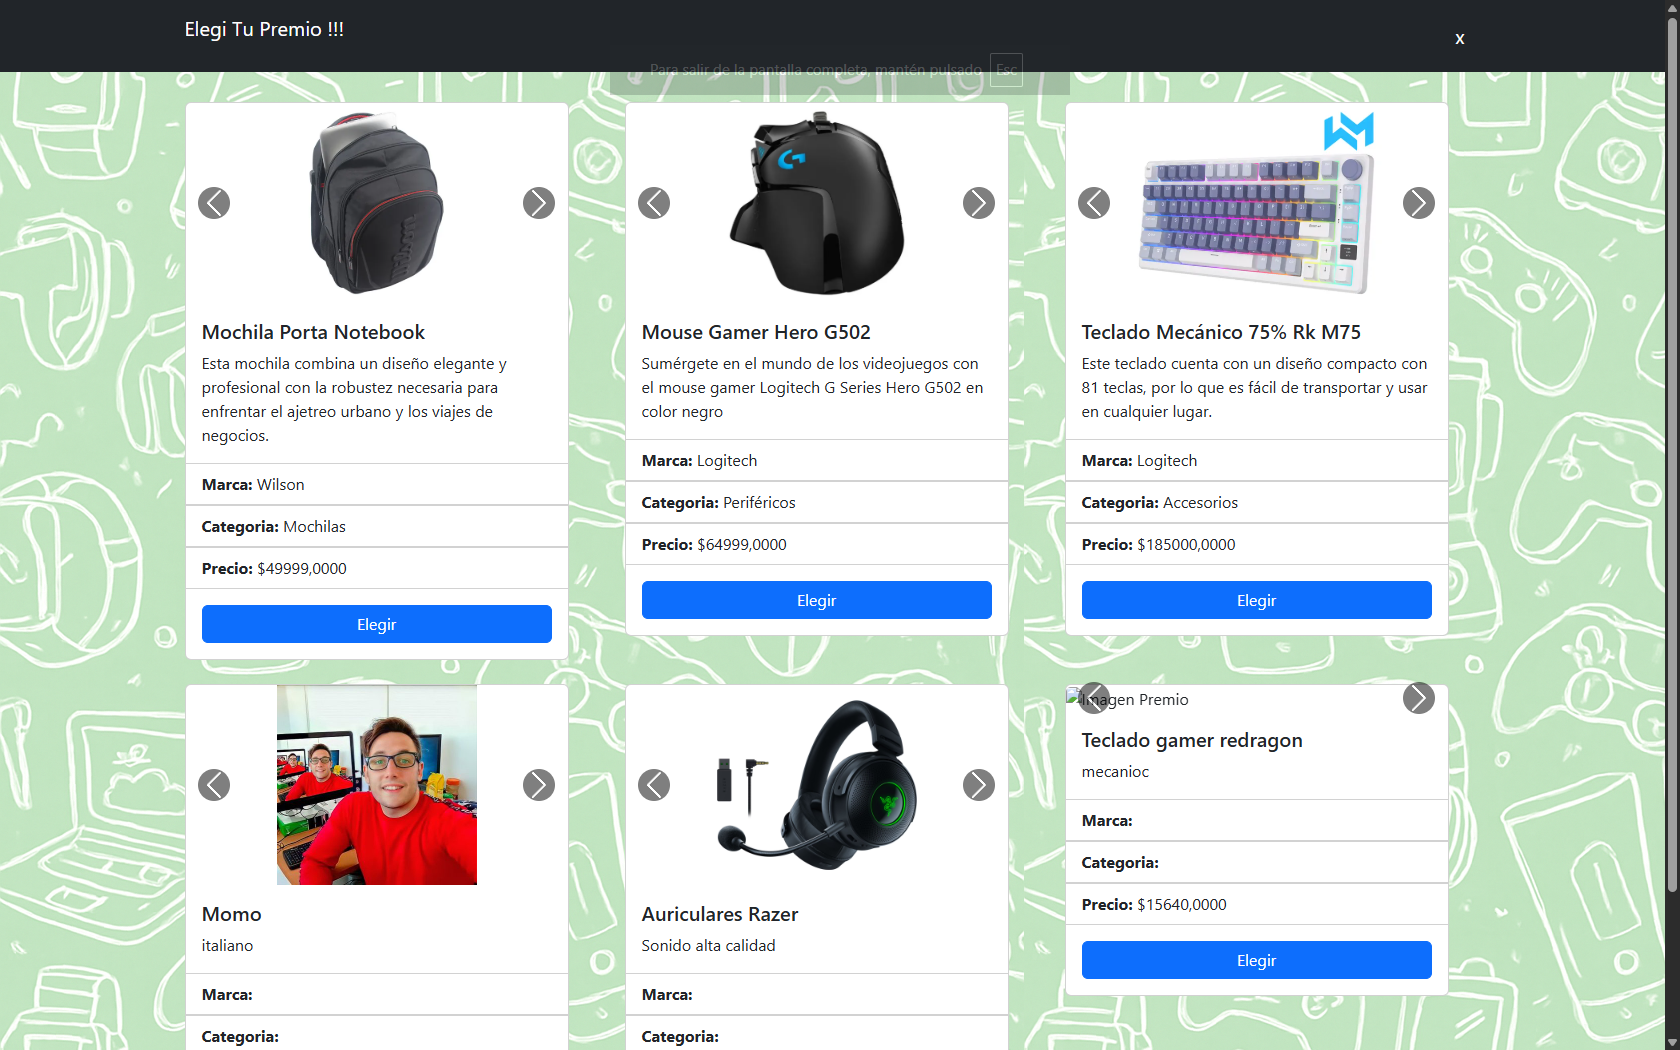 Elegi Tu Premio !!!
x
Para salir de la pantalla completa, mantén pulsado Esc
Mochila Porta Notebook
Esta mochila combina un diseño elegante y
profesional con la robustez necesaria para
enfrentar el ajetreo urbano y los viajes de
negocios.
Marca: Wilson
Categoria: Mochilas
Precio: $49999,0000
Elegir
Mouse Gamer Hero G502
Sumérgete en el mundo de los videojuegos con
el mouse gamer Logitech G Series Hero G502 en
color negro
Marca: Logitech
Categoria: Periféricos
Precio: $64999,0000
Elegir
Teclado Mecánico 75% Rk M75
Este teclado cuenta con un diseño compacto con
81 teclas, por lo que es fácil de transportar y usar
en cualquier lugar.
Marca: Logitech
Categoria: Accesorios
Precio: $185000,0000
Elegir
Momo
italiano
Marca:
Categoria:
Auriculares Razer
Sonido alta calidad
Marca:
Categoria:
Imagen Premio
Teclado gamer redragon
mecanioc
Marca:
Categoria:
Precio: $15640,0000
Elegir